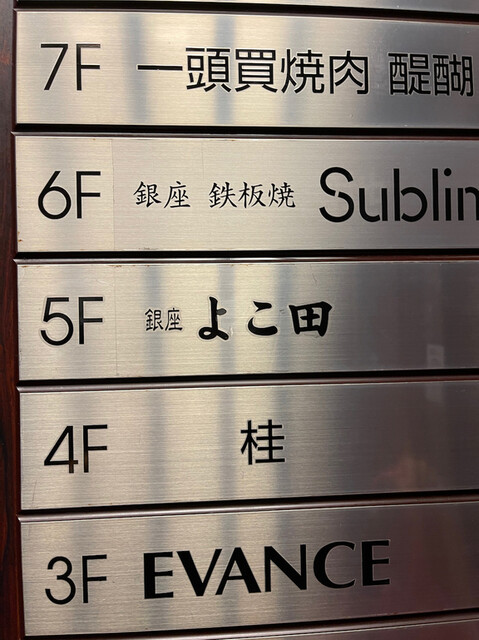 7F 一頭買焼肉 醍醐
6F 銀座 鉄板焼
5F 銀座 よこ田
4F 桂
3F EVANCE